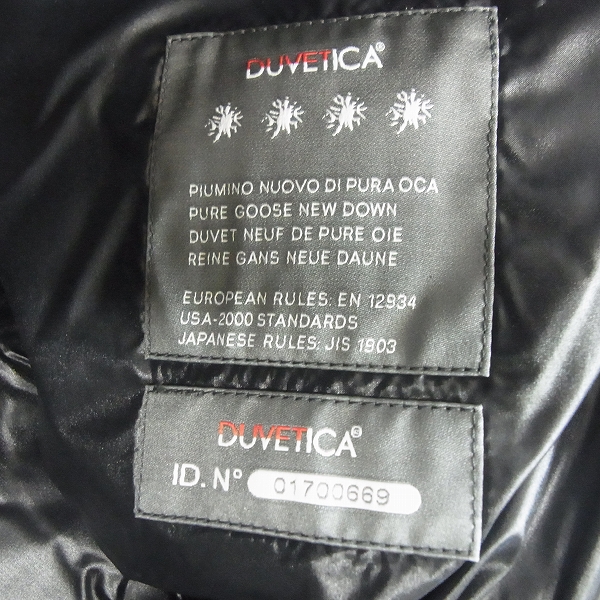 DUVETICA®
PIUMINO NUOVO DI PURA OCA
PURE GOOSE NEW DOWN
DUVET NEUF DE PURE OIE
REINE GANS NEUE DAUNE
EUROPEAN RULES: EN 12934
USA-2000 STANDARDS
JAPANESE RULES: JIS 1903
DUVETICA®
ID. N° 01700669